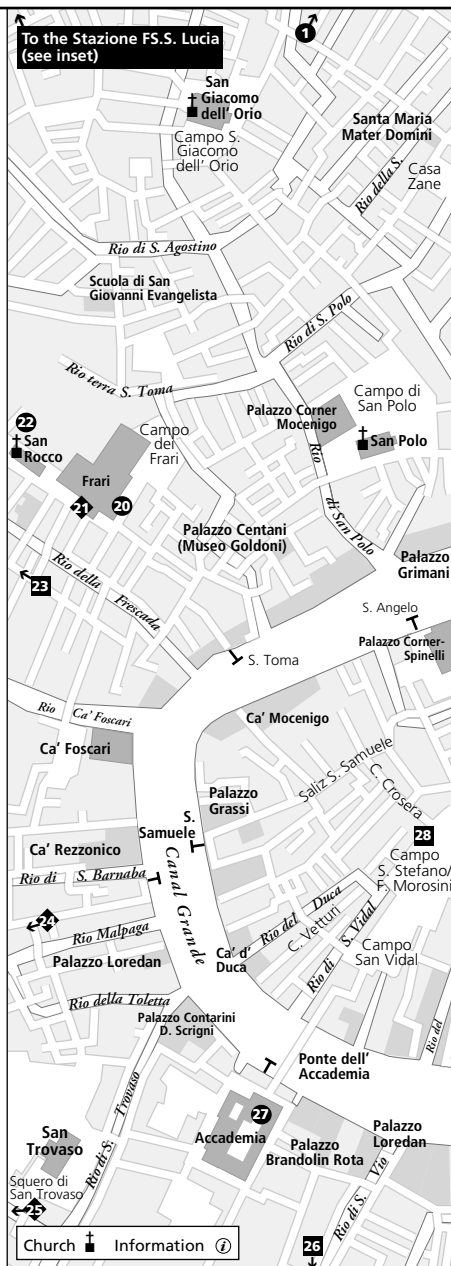 To the Stazione FS.S. Lucia
(see inset)
1
San
Giacomo
dell' Orio
Campo S.
Giacomo
dell' Orio
Santa Maria
Mater Domini
Rio della S.
Casa
Zane
Rio di S. Agostino
Scuola di San
Giovanni Evangelista
Rio di S. Polo
Rio terra S. Toma
Campo di
San Polo
Palazzo Corner
Mocenigo
22
San
Rocco
Campo
dei
Frari
Rio
San Polo
Frari
21
20
Palazzo Centani
(Museo Goldoni)
di San Polo
Palazzo
Grimani
Rio della
Frescada
23
S. Angelo
Palazzo Corner-
Spinelli
S. Toma
Rio
Ca' Foscari
Ca' Mocenigo
Ca' Foscari
Saliz S. Samuele
C. Crosera
Palazzo
Grassi
S.
Samuele
28
Ca' Rezzonico
Campo
S. Stefano/
F. Morosini
Rio di
S. Barnaba
Canal Grande
Rio del
Duca
C. Vetturi
Rio di
S. Vidal
24
Rio Malpaga
Ca' d'
Duca
Campo
San Vidal
Palazzo Loredan
Rio della Toletta
Rio del
Palazzo Contarini
D. Scrigni
Ponte dell'
Accademia
Rio di S.
Trovaso
27
Accademia
Palazzo
Brandolin Rota
Palazzo
Loredan
San
Trovaso
Squero di
San Trovaso
25
Rio di S.
Vio
26
Church
Information
i